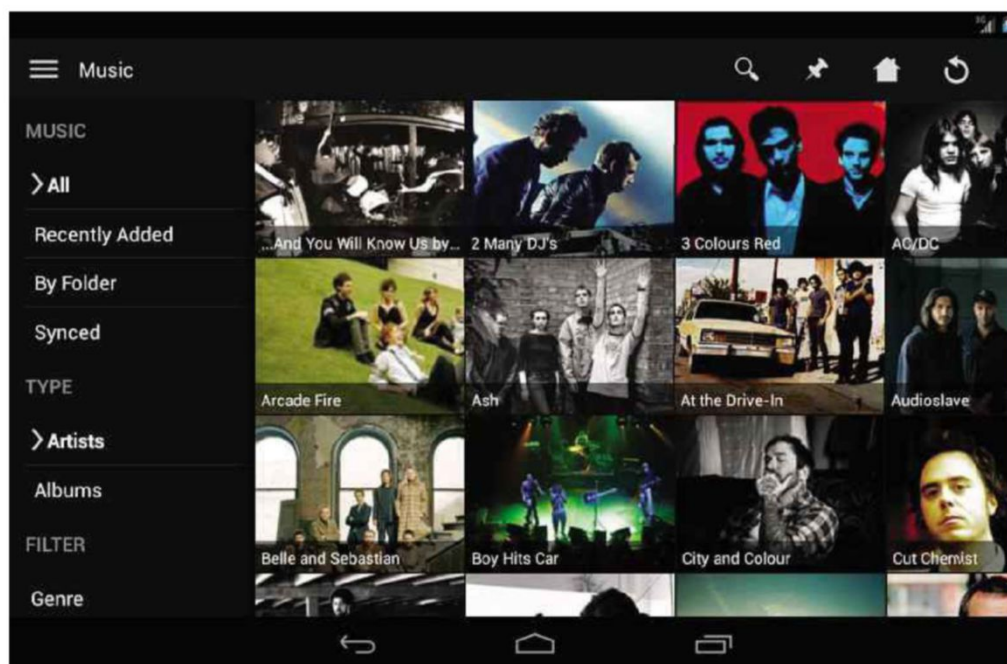 3G
Music
MUSIC
All
Recently Added
By Folder
Synced
TYPE
Artists
Albums
FILTER
Genre
...And You Will Know Us by...
2 Many DJ's
3 Colours Red
AC/DC
Arcade Fire
Ash
At the Drive-In
Audioslave
Belle and Sebastian
Boy Hits Car
City and Colour
Cut Chemist